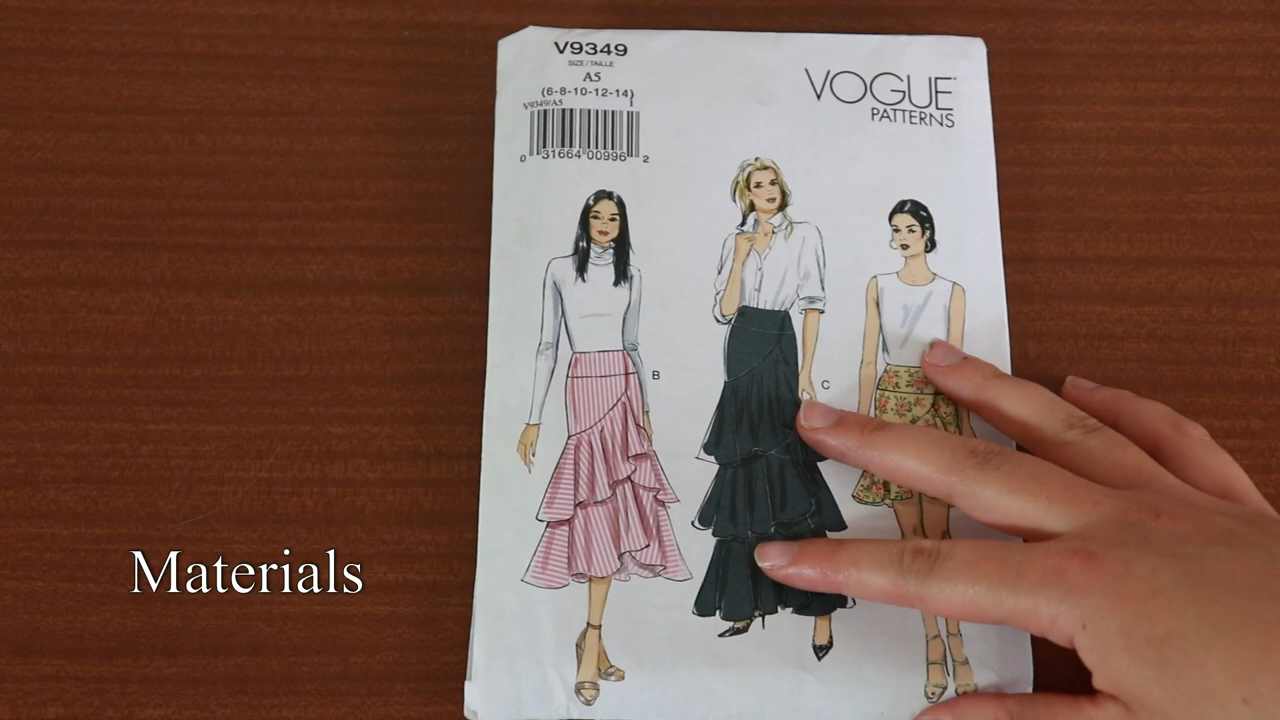 V9349
SIZE/TAILLE
A5
(6-8-10-12-14)
V9349/A5
0 31664 00996 2
VOGUE
PATTERNS
B
C
Materials